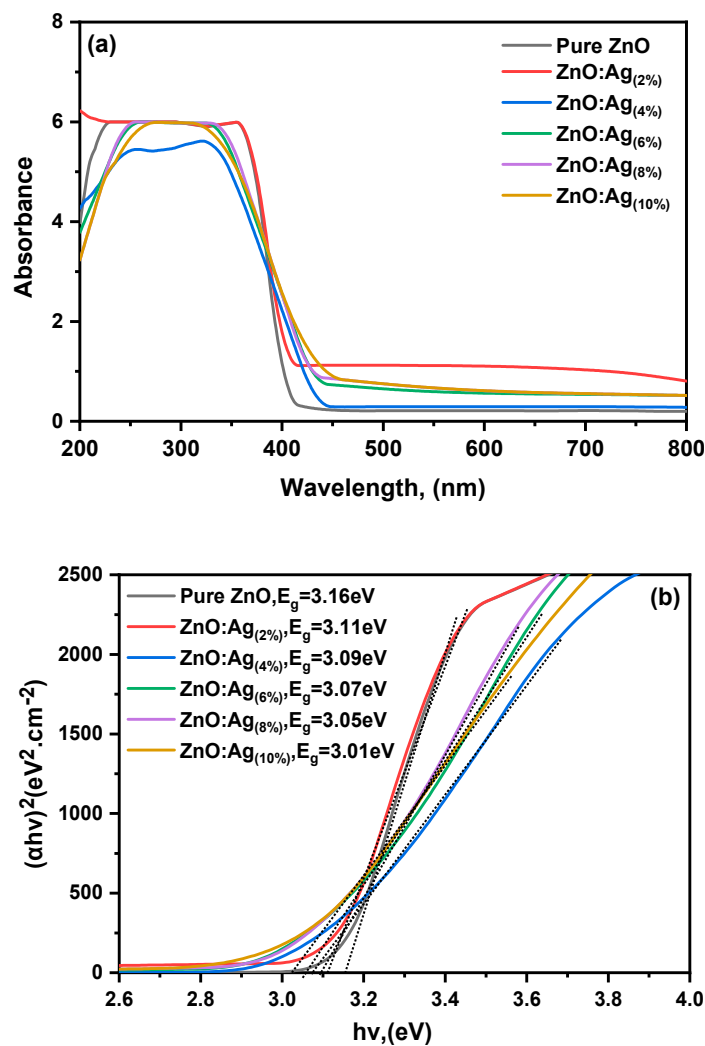 (a)
8
6
4
2
0
Absorbance
Pure ZnO
ZnO:Ag(2%)
ZnO:Ag(4%)
ZnO:Ag(6%)
ZnO:Ag(8%)
ZnO:Ag(10%)
200 300 400 500 600 700 800
Wavelength, (nm)
(b)
2500
2000
1500
1000
500
0
(αhν)²(eV².cm⁻²)
Pure ZnO,Eg=3.16eV
ZnO:Ag(2%),Eg=3.11eV
ZnO:Ag(4%),Eg=3.09eV
ZnO:Ag(6%),Eg=3.07eV
ZnO:Ag(8%),Eg=3.05eV
ZnO:Ag(10%),Eg=3.01eV
2.6 2.8 3.0 3.2 3.4 3.6 3.8 4.0
hν,(eV)